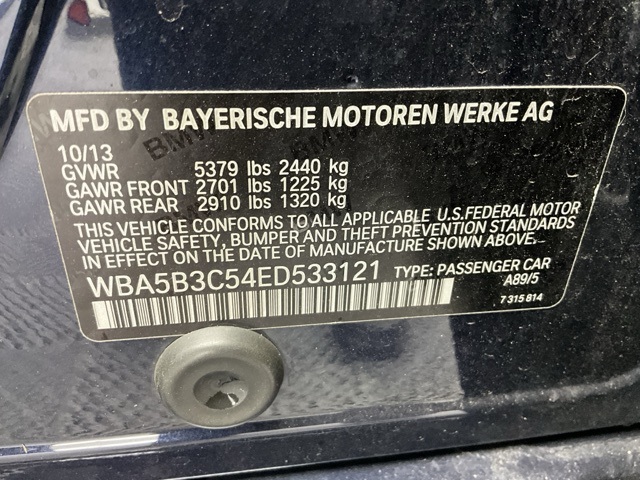 MFD BY BAYERISCHE MOTOREN WERKE AG
10/13
GVWR 5379 lbs 2440 kg
GAWR FRONT 2701 lbs 1225 kg
GAWR REAR 2910 lbs 1320 kg
THIS VEHICLE CONFORMS TO ALL APPLICABLE U.S.FEDERAL MOTOR
VEHICLE SAFETY, BUMPER AND THEFT PREVENTION STANDARDS
IN EFFECT ON THE DATE OF MANUFACTURE SHOWN ABOVE.
WBA5B3C54ED533121 TYPE: PASSENGER CAR
A89/5
7 315 814